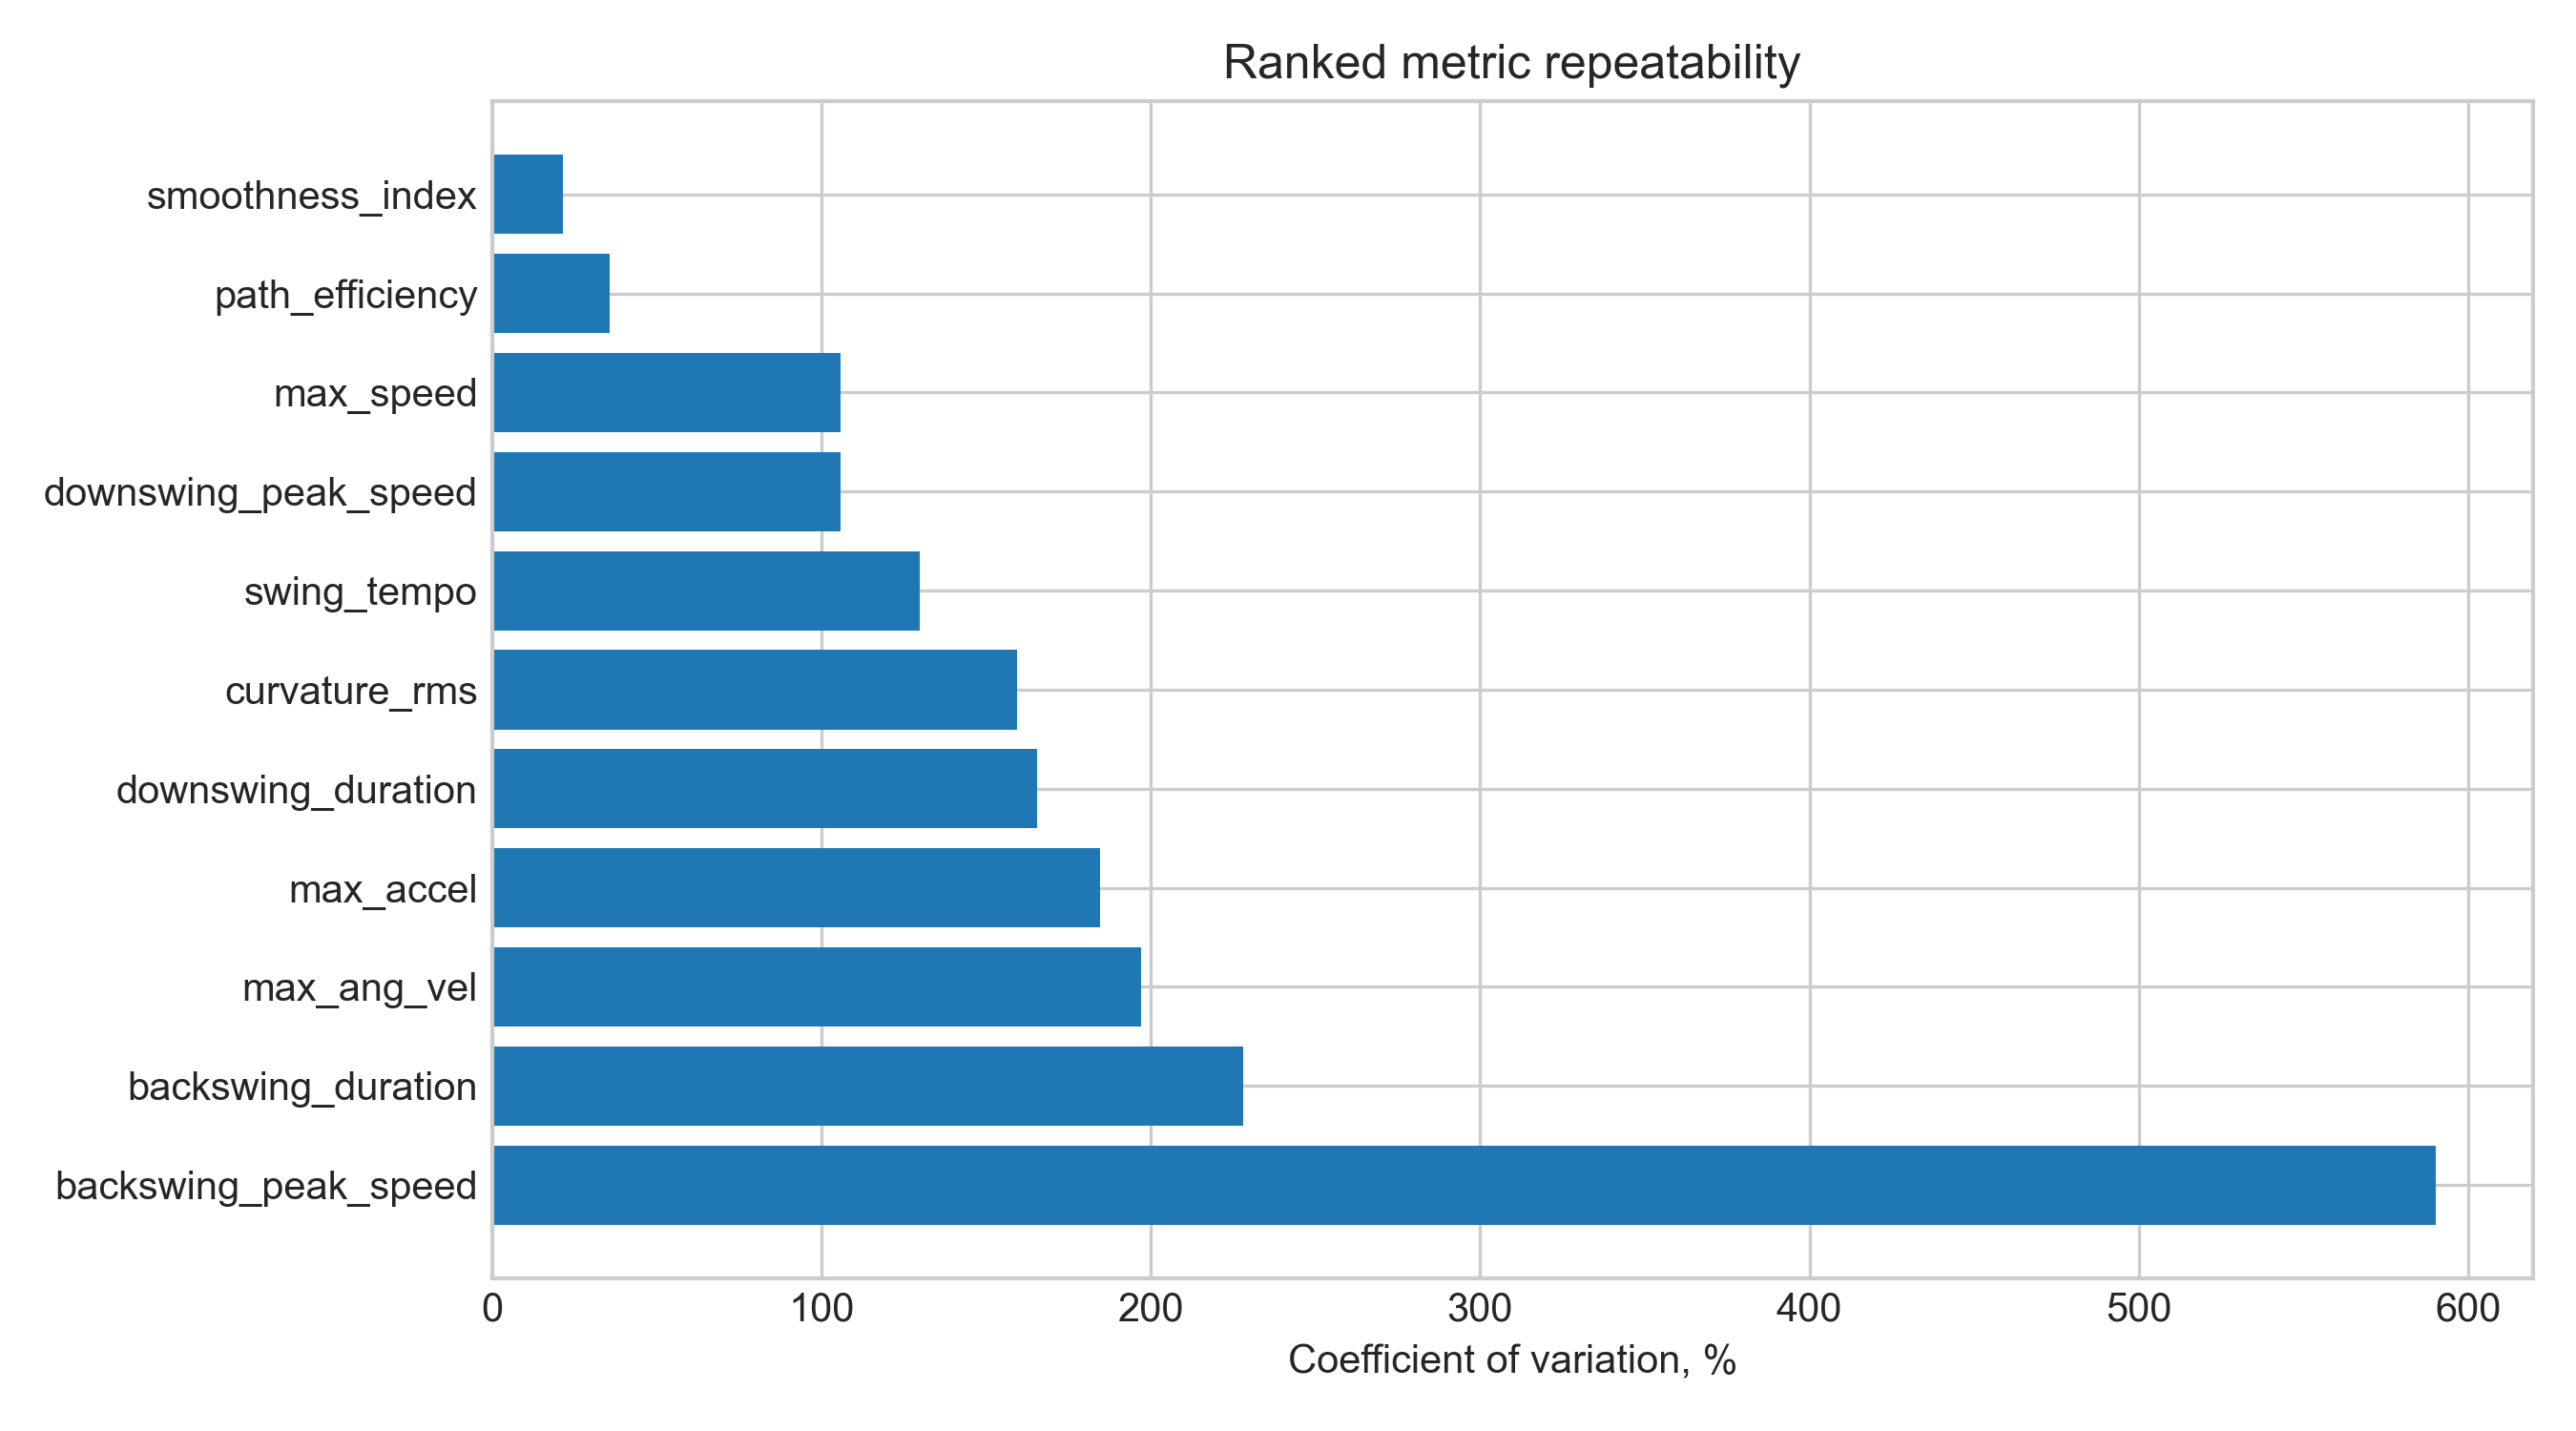 Ranked metric repeatability
smoothness_index
path_efficiency
max_speed
downswing_peak_speed
swing_tempo
curvature_rms
downswing_duration
max_accel
max_ang_vel
backswing_duration
backswing_peak_speed
0 100 200 300 400 500 600
Coefficient of variation, %